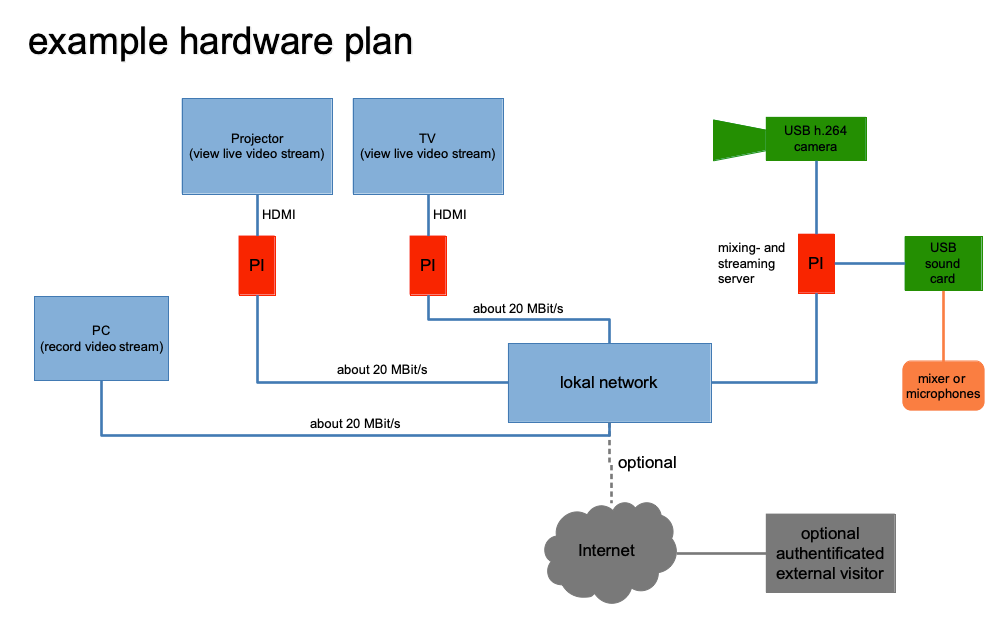 example hardware plan
Projector
(view live video stream)
TV
(view live video stream)
USB h.264
camera
HDMI
HDMI
PI
PI
mixing- and
streaming
server
PI
USB
sound
card
about 20 MBit/s
PC
(record video stream)
about 20 MBit/s
lokal network
mixer or
microphones
about 20 MBit/s
optional
Internet
optional
authentificated
external visitor